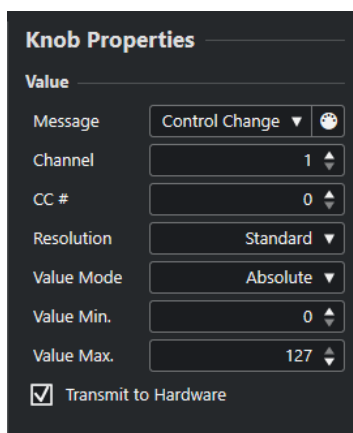 Knob Properties
Value
Message Control Change
Channel 1
CC # 0
Resolution Standard
Value Mode Absolute
Value Min. 0
Value Max. 127
Transmit to Hardware